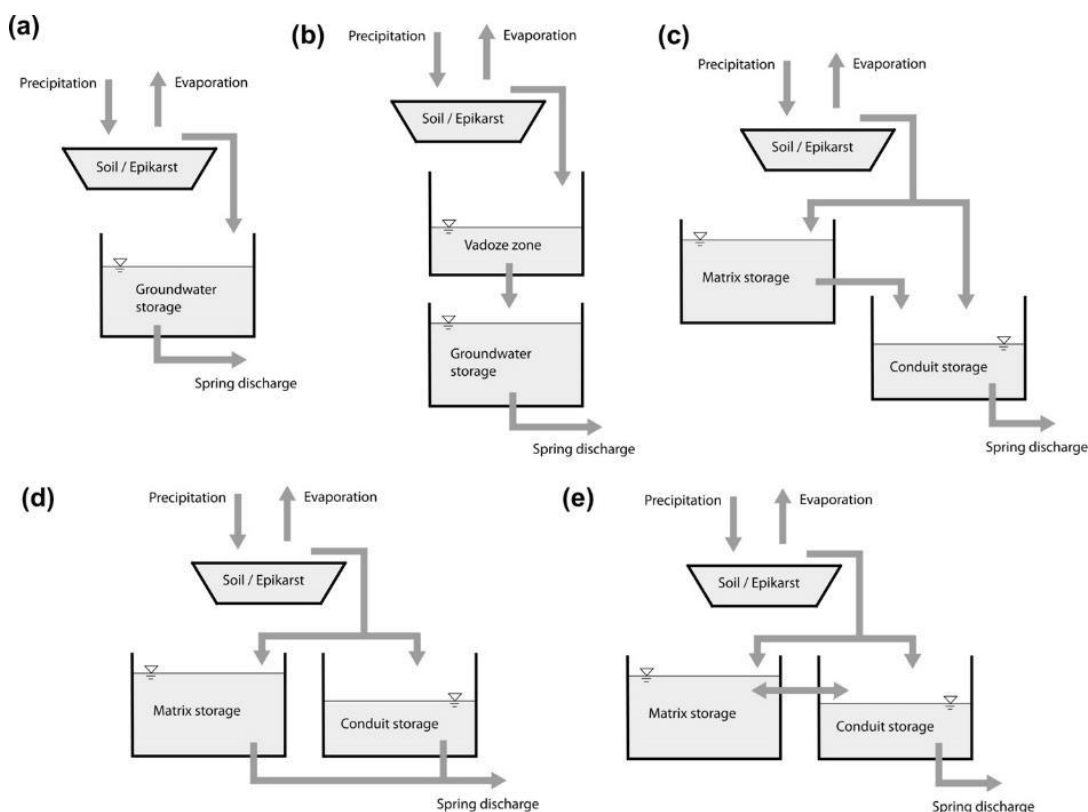 (a)
Precipitation
Evaporation
Soil / Epikarst
Groundwater
storage
Spring discharge
(b)
Precipitation
Evaporation
Soil / Epikarst
Vadoze zone
Groundwater
storage
Spring discharge
(c)
Precipitation
Evaporation
Soil / Epikarst
Matrix storage
Conduit storage
Spring discharge
(d)
Precipitation
Evaporation
Soil / Epikarst
Matrix storage
Conduit storage
Spring discharge
(e)
Precipitation
Evaporation
Soil / Epikarst
Matrix storage
Conduit storage
Spring discharge